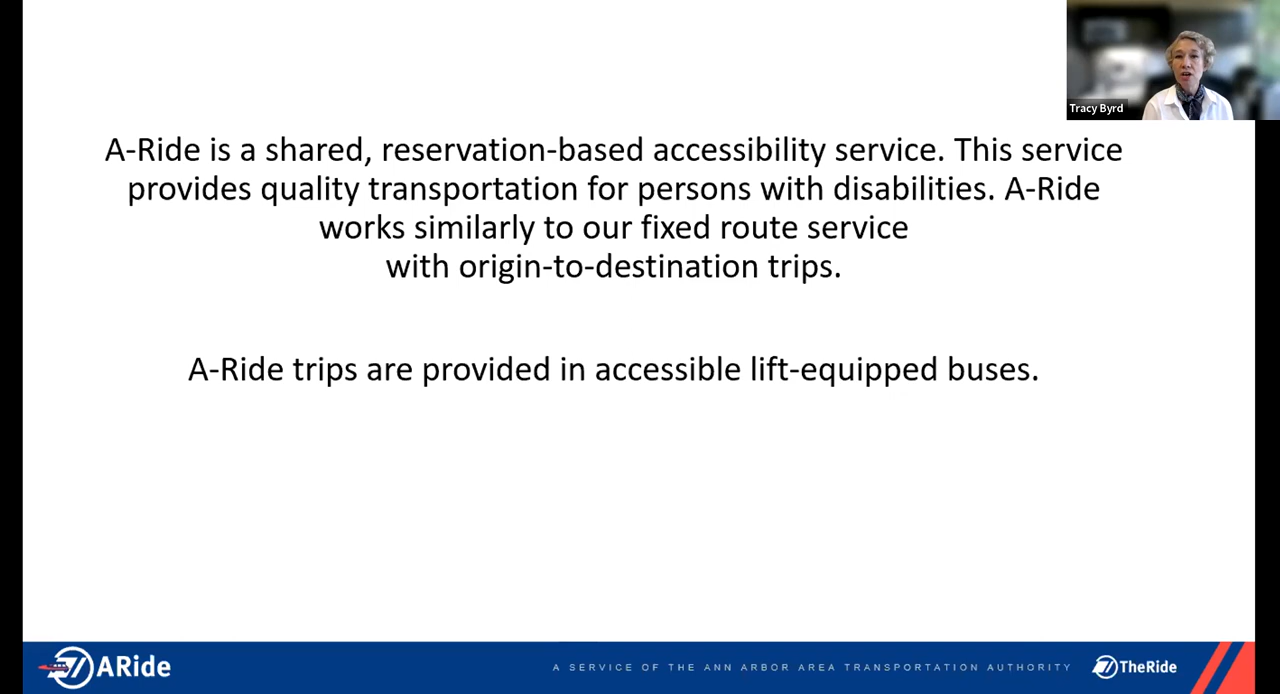 Tracy Byrd
A-Ride is a shared, reservation-based accessibility service. This service
provides quality transportation for persons with disabilities. A-Ride
works similarly to our fixed route service
with origin-to-destination trips.
A-Ride trips are provided in accessible lift-equipped buses.
ARide
A SERVICE OF THE ANN ARBOR AREA TRANSPORTATION AUTHORITY
TheRide